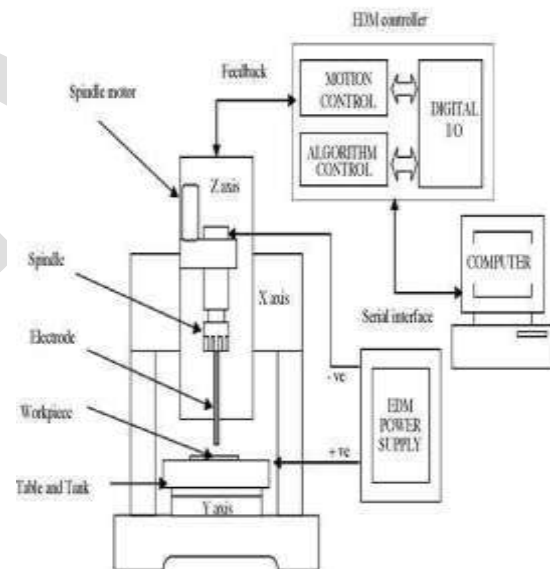 EDM controller
Feedback
MOTION
CONTROL
DIGITAL
I/O
ALGORITHM
CONTROL
Spindle motor
Z axis
COMPUTER
Spindle
X axis
Serial interface
Electrode
- ve
EDM
POWER
SUPPLY
Workpiece
+ ve
Table and Tank
Y axis